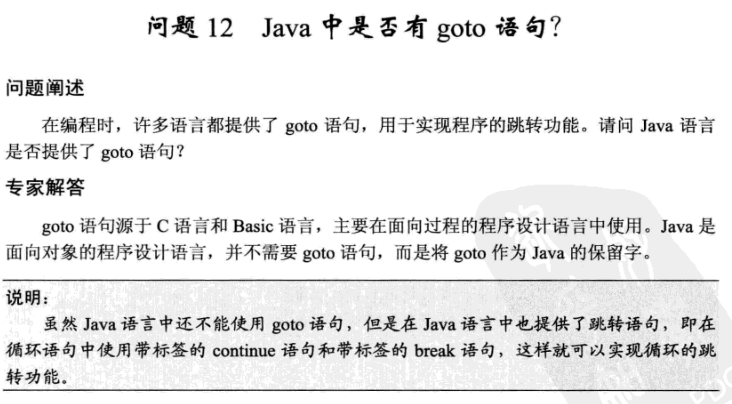 问题 12 Java 中是否有 goto 语句？
问题阐述
在编程时，许多语言都提供了 goto 语句，用于实现程序的跳转功能。请问 Java 语言
是否提供了 goto 语句？
专家解答
goto 语句源于 C 语言和 Basic 语言，主要在面向过程的程序设计语言中使用。Java 是
面向对象的程序设计语言，并不需要 goto 语句，而是将 goto 作为 Java 的保留字。
说明：
虽然 Java 语言中还不能使用 goto 语句，但是在 Java 语言中也提供了跳转语句，即在
循环语句中使用带标签的 continue 语句和带标签的 break 语句，这样就可以实现循环的跳
转功能。